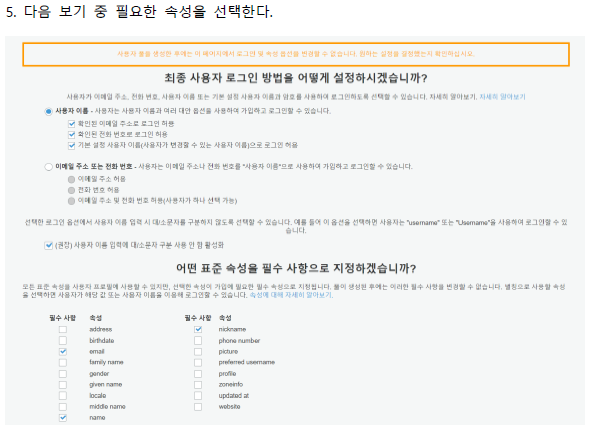 5. 다음 보기 중 필요한 속성을 선택한다.
사용자 풀을 생성한 후에는 이 페이지에서 로그인 및 속성 옵션을 변경할 수 없습니다. 원하는 설정을 설정했는지 확인하십시오.
최종 사용자 로그인 방법을 어떻게 설정하시겠습니까?
사용자가 이메일 주소, 전화 번호, 사용자 이름 또는 기본 설정 사용자 이름과 암호를 사용하여 로그인하도록 선택할 수 있습니다. 자세히 알아보기. 자세히 알아보기
사용자 이름 - 사용자는 사용자 이름과 여러 대안 옵션을 사용하여 가입하고 로그인할 수 있습니다.
확인된 이메일 주소로 로그인 허용
확인된 전화 번호로 로그인 허용
기본 설정 사용자 이름(사용자가 변경할 수 있는 사용자 이름)으로 로그인 허용
이메일 주소 또는 전화 번호 - 사용자는 이메일 주소나 전화 번호를 "사용자 이름"으로 사용하여 가입하고 로그인할 수 있습니다.
이메일 주소 허용
전화 번호 허용
이메일 주소 및 전화 번호 허용(사용자가 하나 선택 가능)
선택한 로그인 옵션에서 사용자 이름 입력 시 대/소문자를 구분하지 않도록 선택할 수 있습니다. 예를 들어 이 옵션을 선택하면 사용자는 "username" 또는 "Username"을 사용하여 로그인할 수 있
습니다.
(권장) 사용자 이름 입력에 대/소문자 구분 사용 안 함 활성화
어떤 표준 속성을 필수 사항으로 지정하겠습니까?
모든 표준 속성을 사용자 프로필에 사용할 수 있지만, 선택한 속성이 가입에 필요한 필수 속성으로 지정됩니다. 풀이 생성된 후에는 이러한 필수 사항을 변경할 수 없습니다. 별칭으로 사용할 속성
을 선택하면 사용자가 해당 값 또는 사용자 이름을 이용해 로그인할 수 있습니다. 속성에 대해 자세히 알아보기.
필수 사항 속성 필수 사항 속성
address nickname
birthdate phone number
email picture
family name preferred username
gender profile
given name zoneinfo
locale updated at
middle name website
name